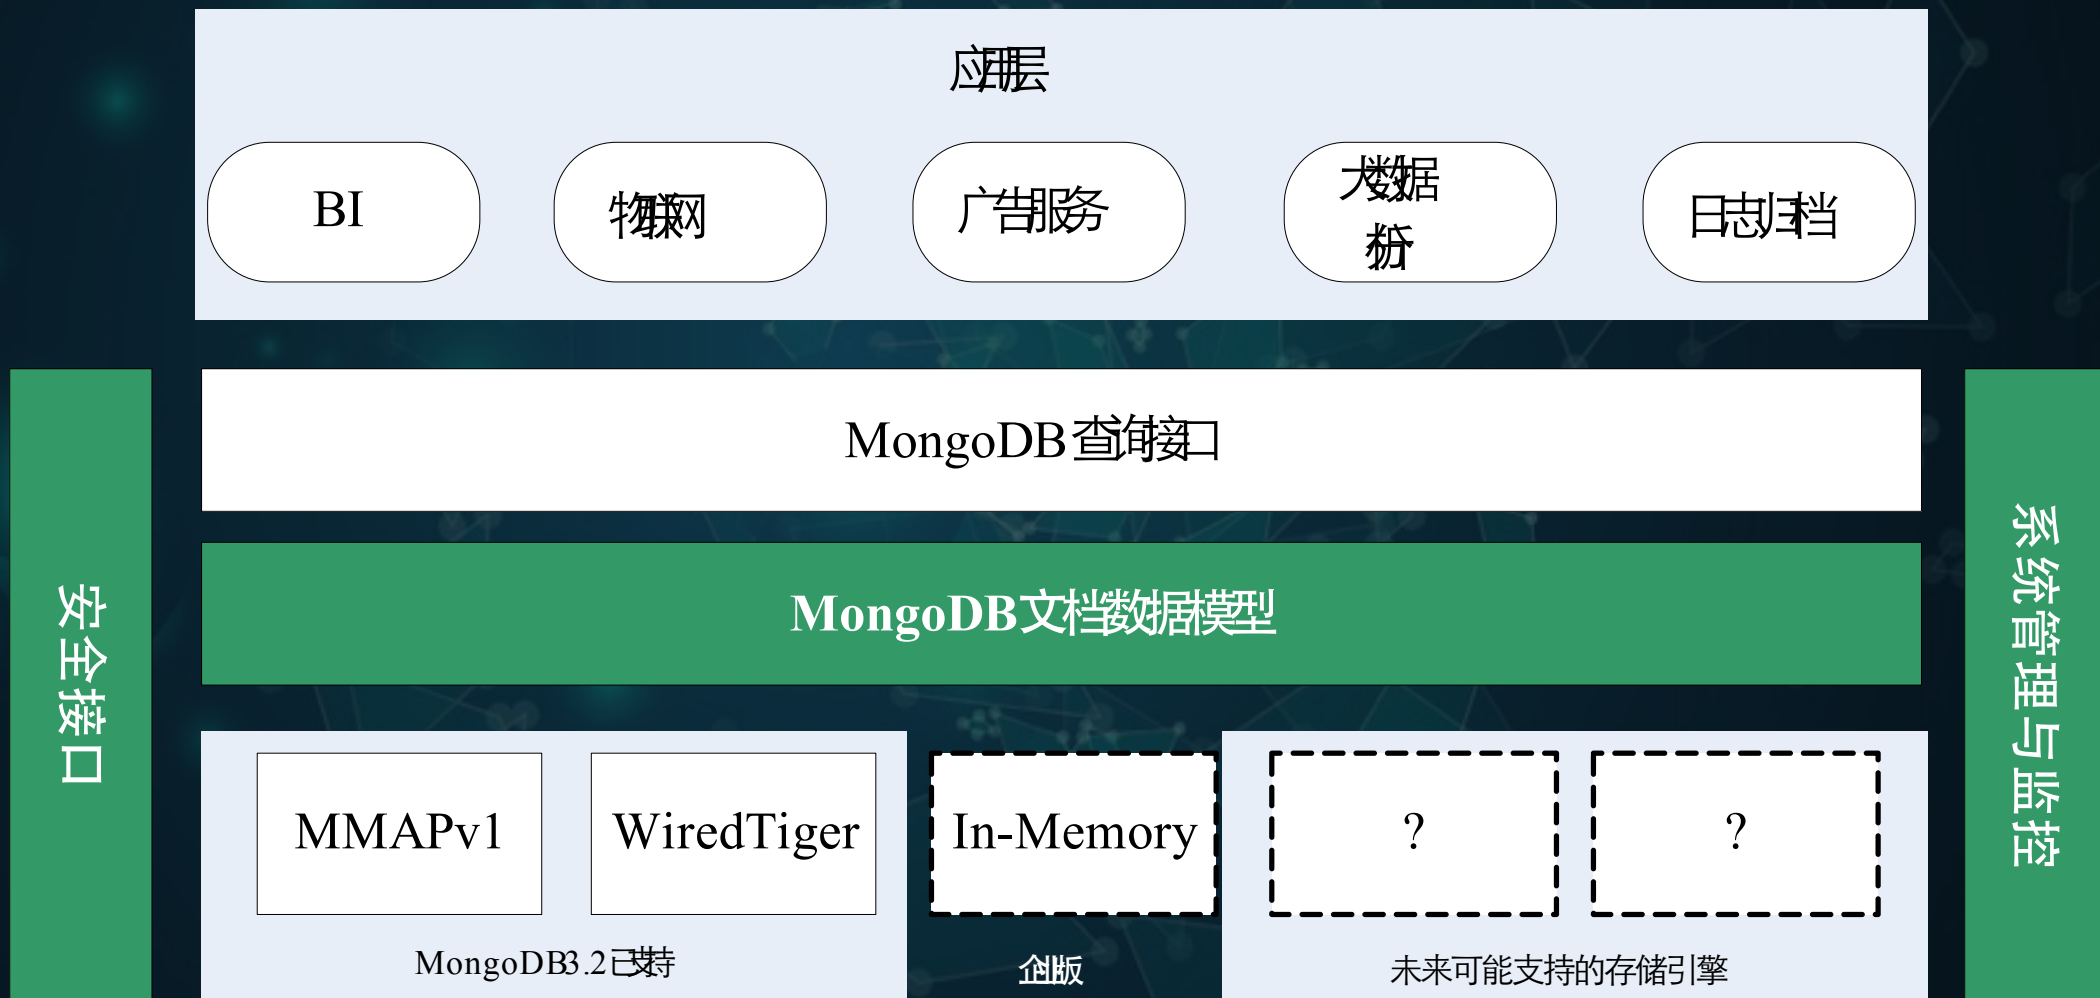 应用层
BI
物联网
广告服务
大数据
分析
日志归档
MongoDB查询接口
MongoDB文档数据模型
安全接口
系统管理与监控
MMAPv1
WiredTiger
In-Memory
?
?
MongoDB3.2已支持
企业版
未来可能支持的存储引擎